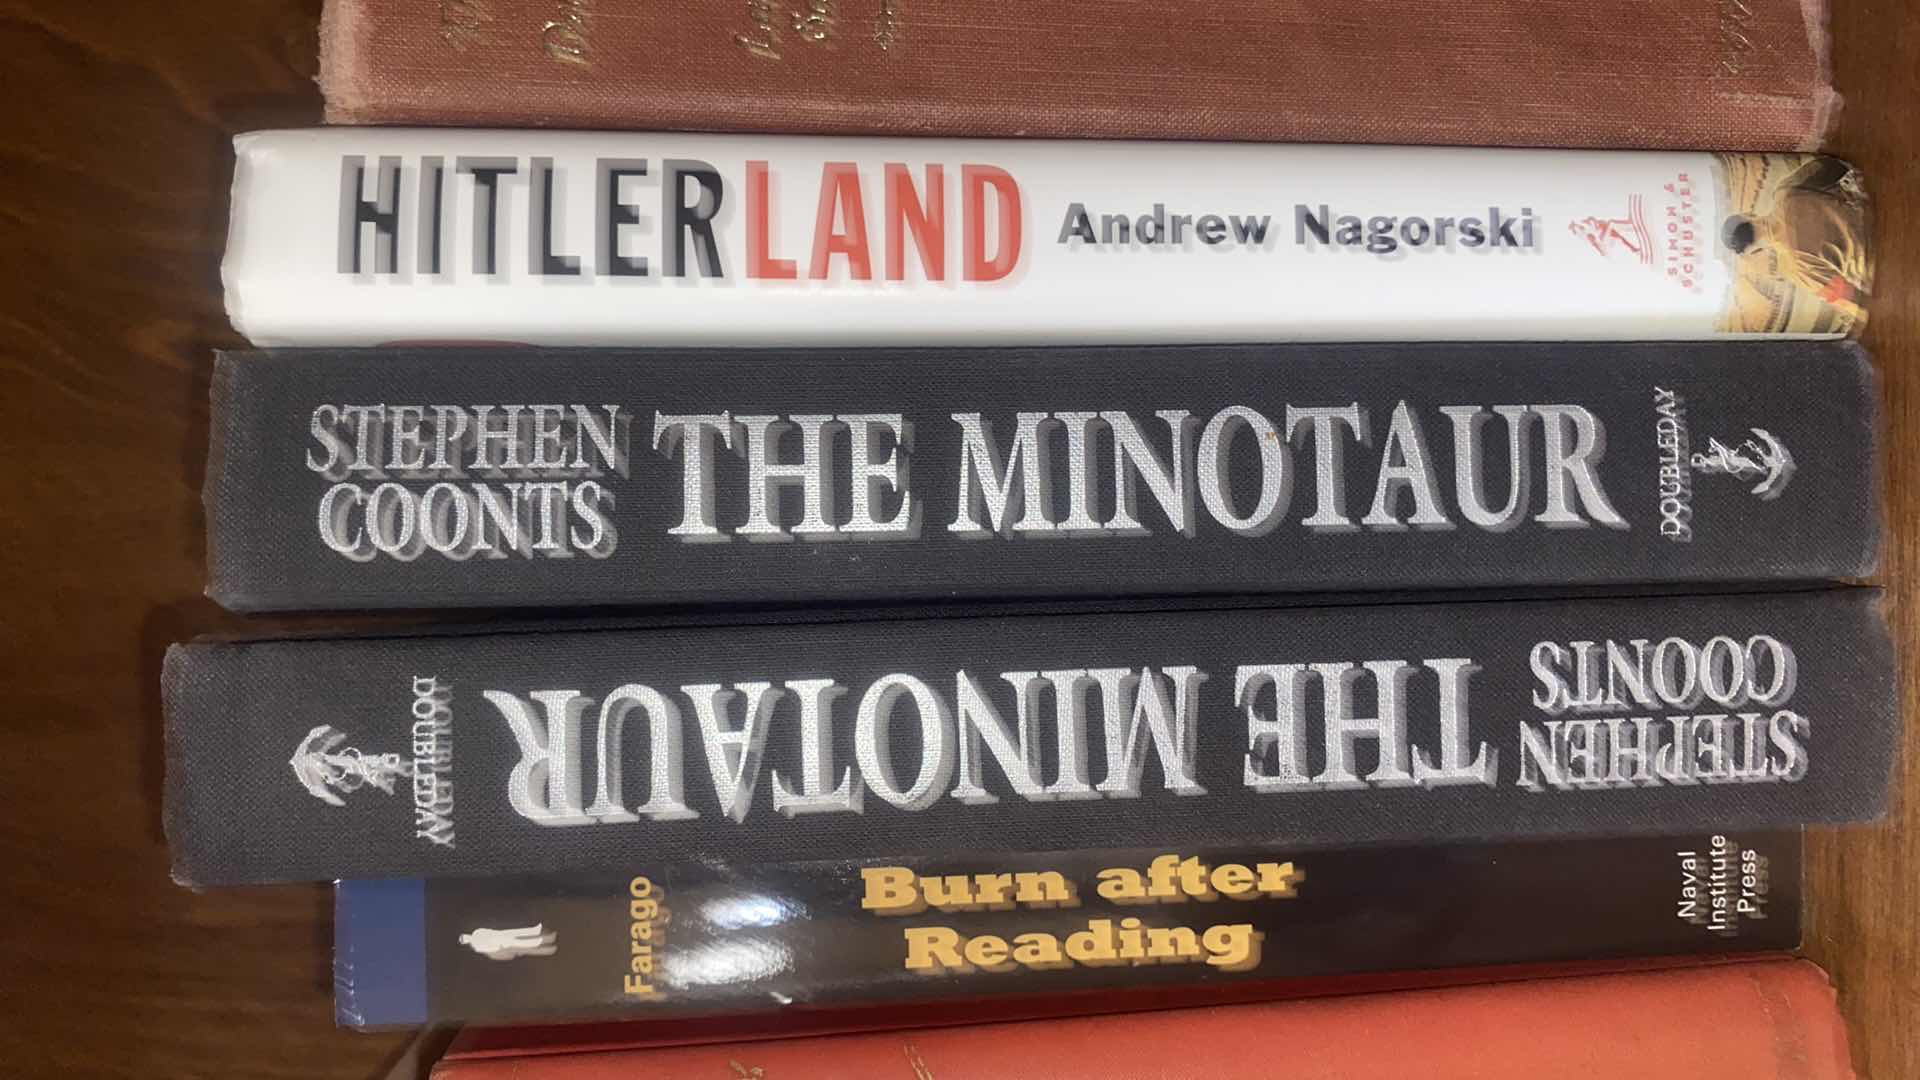 HITLERLAND Andrew Nagorski SIMON &
SCHUSTER
STEPHEN
COONTS
THE MINOTAUR
DOUBLEDAY
STEPHEN
COONTS
THE MINOTAUR
DOUBLEDAY
Farago
Burn after
Reading
Naval
Institute
Press